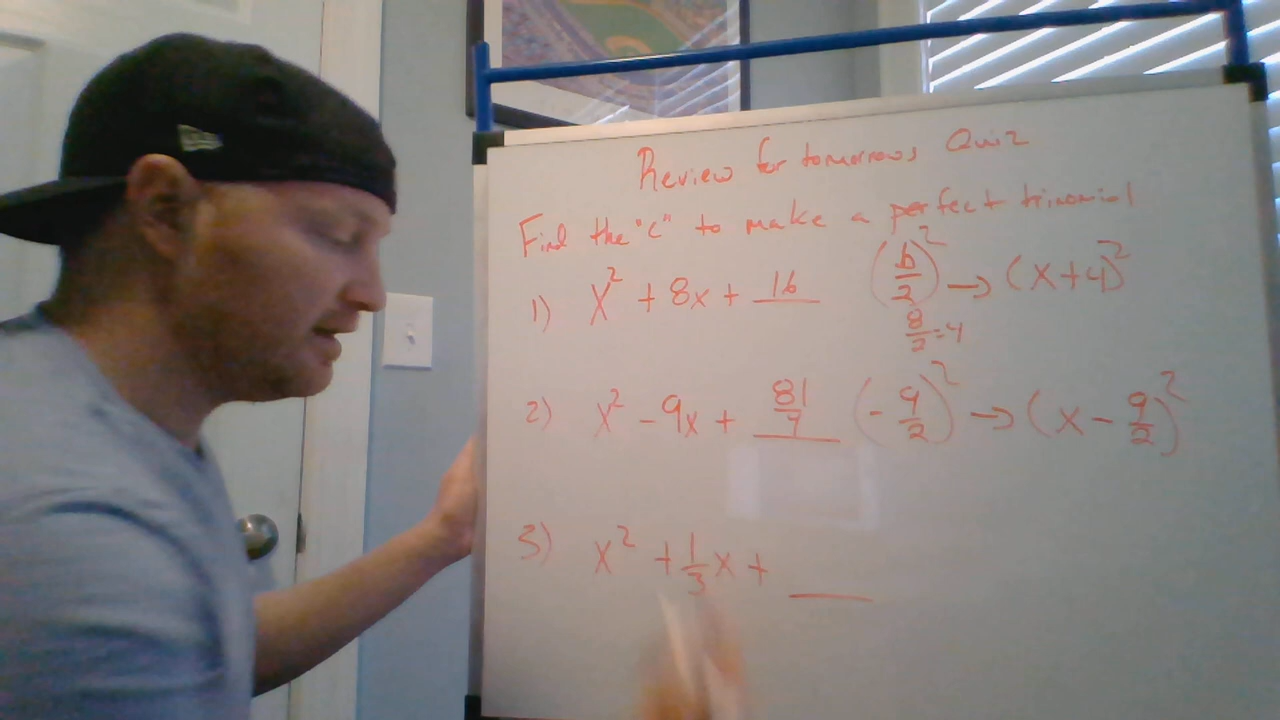 Review for tomorrows Quiz
Find the "c" to make a perfect trinomial
1) x² + 8x + 16 (b/2)² → (x+4)²
8/2=4
2) x² - 9x + 81/4 (-9/2)² → (x - 9/2)²
3) x² + 1/3x + ___